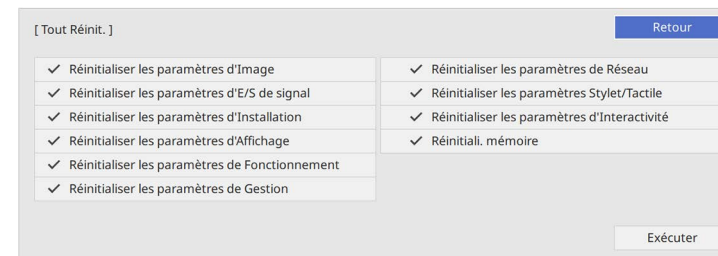 [ Tout Réinit. ]
Retour
Réinitialiser les paramètres d'Image
Réinitialiser les paramètres d'E/S de signal
Réinitialiser les paramètres d'Installation
Réinitialiser les paramètres d'Affichage
Réinitialiser les paramètres de Fonctionnement
Réinitialiser les paramètres de Gestion
Réinitialiser les paramètres de Réseau
Réinitialiser les paramètres Stylet/Tactile
Réinitialiser les paramètres d'Interactivité
Réinitiali. mémoire
Exécuter